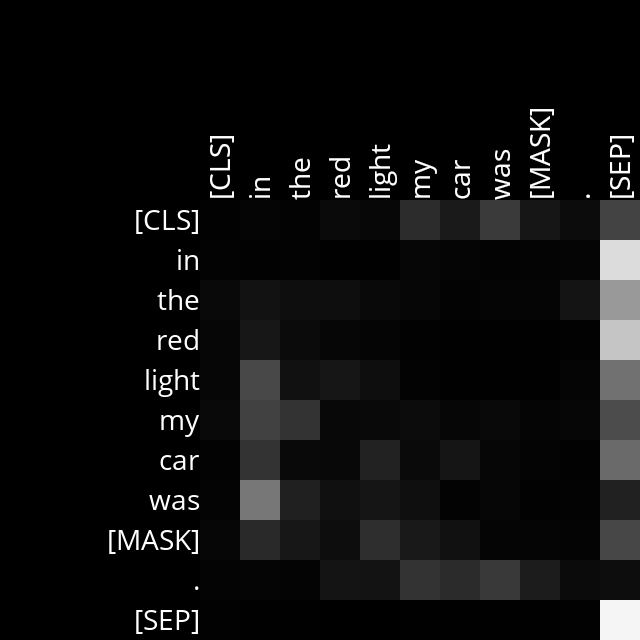 [CLS] in the red light my car was [MASK] . [SEP]
[CLS]
in
the
red
light
my
car
was
[MASK]
.
[SEP]